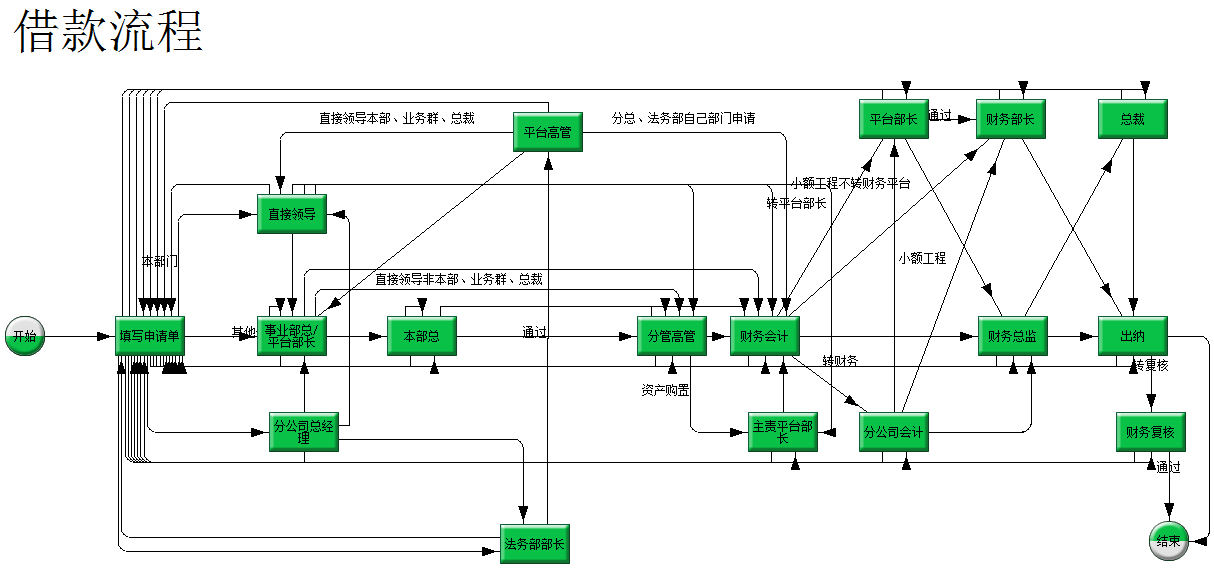 借款流程
直接领导本部、业务群、总裁
平台高管
分总、法务部自己部门申请
平台部长
通过
财务部长
总裁
小额工程不转财务平台
转平台部长
直接领导
本部门
小额工程
直接领导非本部、业务群、总裁
开始
填写申请单
其他
事业部总/
平台部长
本部总
通过
分管高管
财务会计
财务总监
出纳
转财务
转复核
资产购置
分公司总经
理
主责平台部
长
分公司会计
财务复核
通过
法务部部长
结束